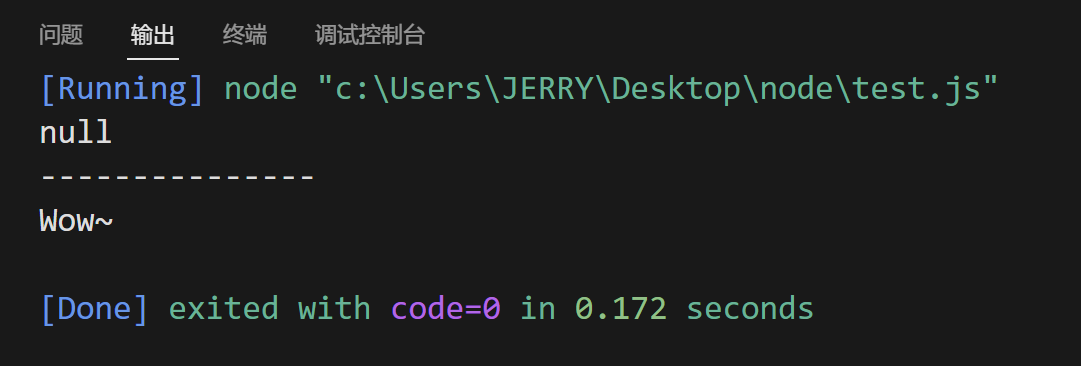 问题 输出 终端 调试控制台
[Running] node "c:\Users\JERRY\Desktop\node\test.js"
null
---------------
Wow~
[Done] exited with code=0 in 0.172 seconds